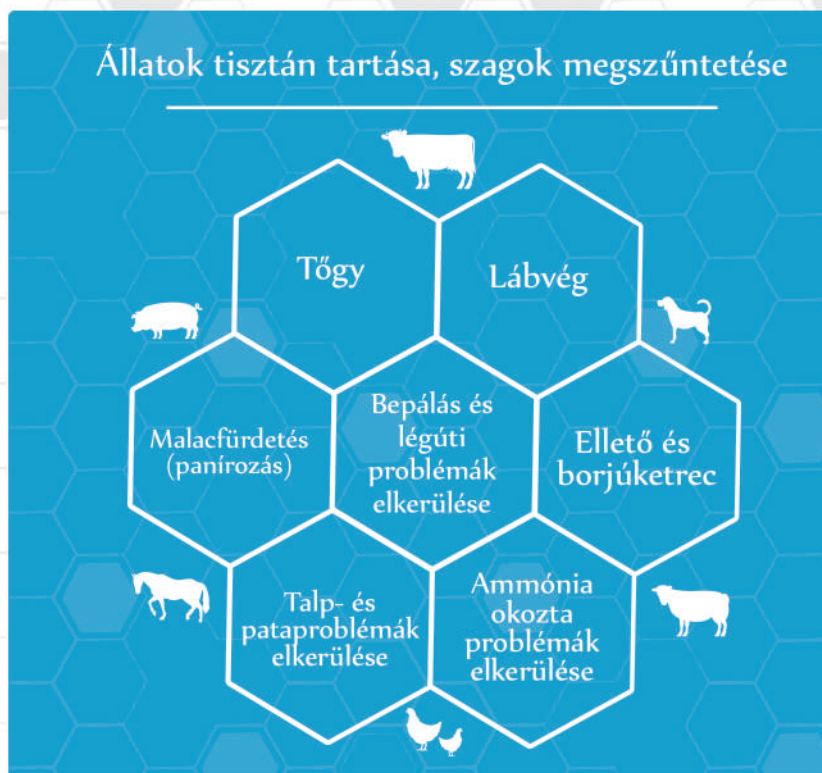 Állatok tisztán tartása, szagok megszűntetése
Tőgy
Lábvég
Malacfürdetés
(panírozás)
Bepálás és
légúti
problémák
elkerülése
Ellető és
borjúketrec
Talp- és
pataproblémák
elkerülése
Ammónia
okozta
problémák
elkerülése